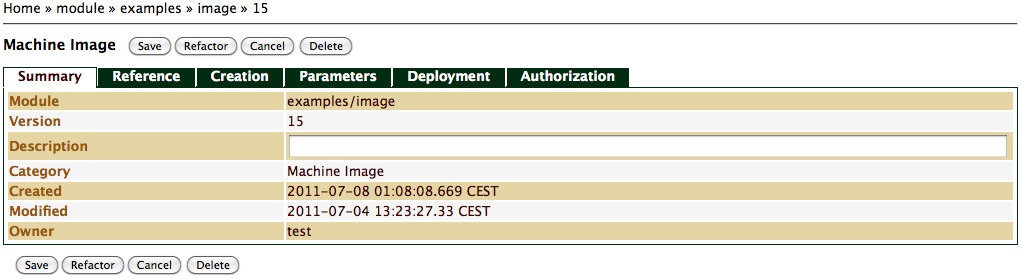 Home » module » examples » image » 15
Machine Image Save Refactor Cancel Delete
Summary Reference Creation Parameters Deployment Authorization
Module examples/image
Version 15
Description
Category Machine Image
Created 2011-07-08 01:08:08.669 CEST
Modified 2011-07-04 13:23:27.33 CEST
Owner test
Save Refactor Cancel Delete